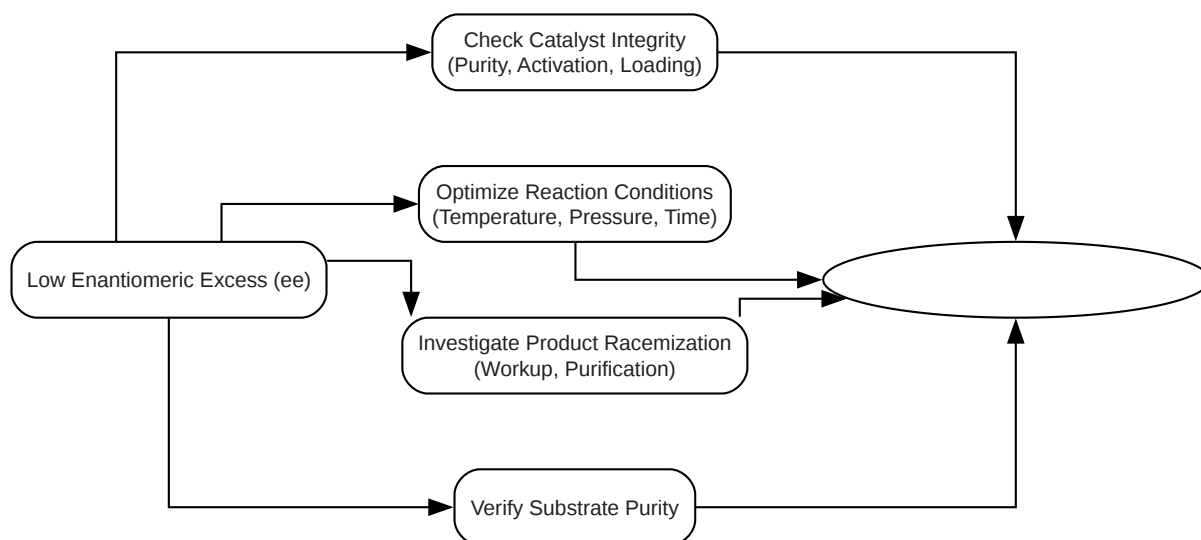 Check Catalyst Integrity
(Purity, Activation, Loading)
Optimize Reaction Conditions
(Temperature, Pressure, Time)
Low Enantiomeric Excess (ee)
Investigate Product Racemization
(Workup, Purification)
Verify Substrate Purity